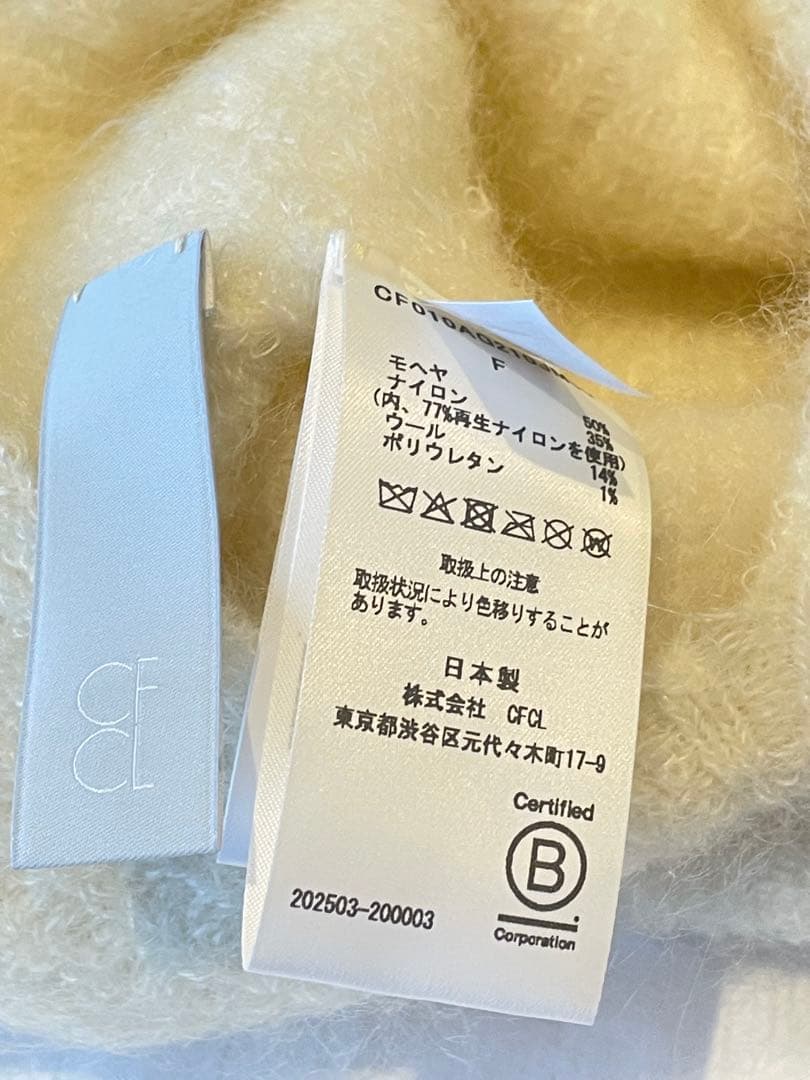 CF
CL
F
モヘヤ 50%
ナイロン 35%
(内、77%再生ナイロンを使用)
ウール 14%
ポリウレタン 1%
取扱上の注意
取扱状況により色移りすることが
あります。
日本製
株式会社 CFCL
東京都渋谷区元代々木町17-9
Certified
B
Corporation
202503-200003